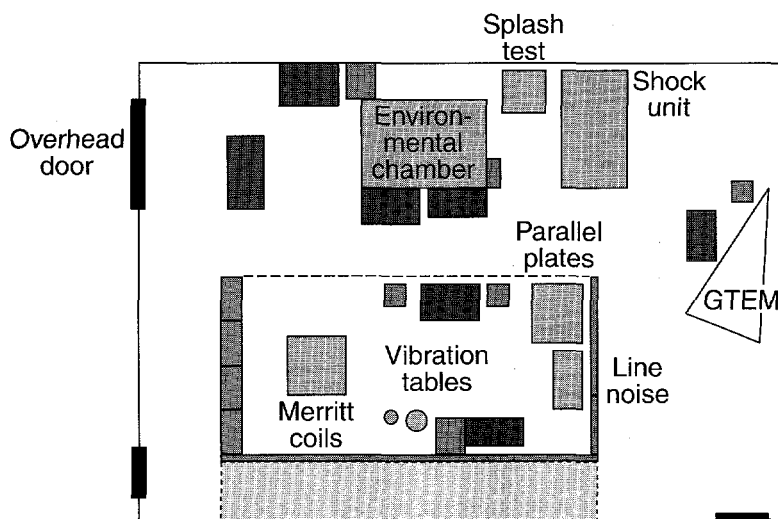 Splash
test
Shock
unit
Environ-
mental
chamber
Overhead
door
Parallel
plates
GTEM
Vibration
tables
Line
noise
Merritt
coils